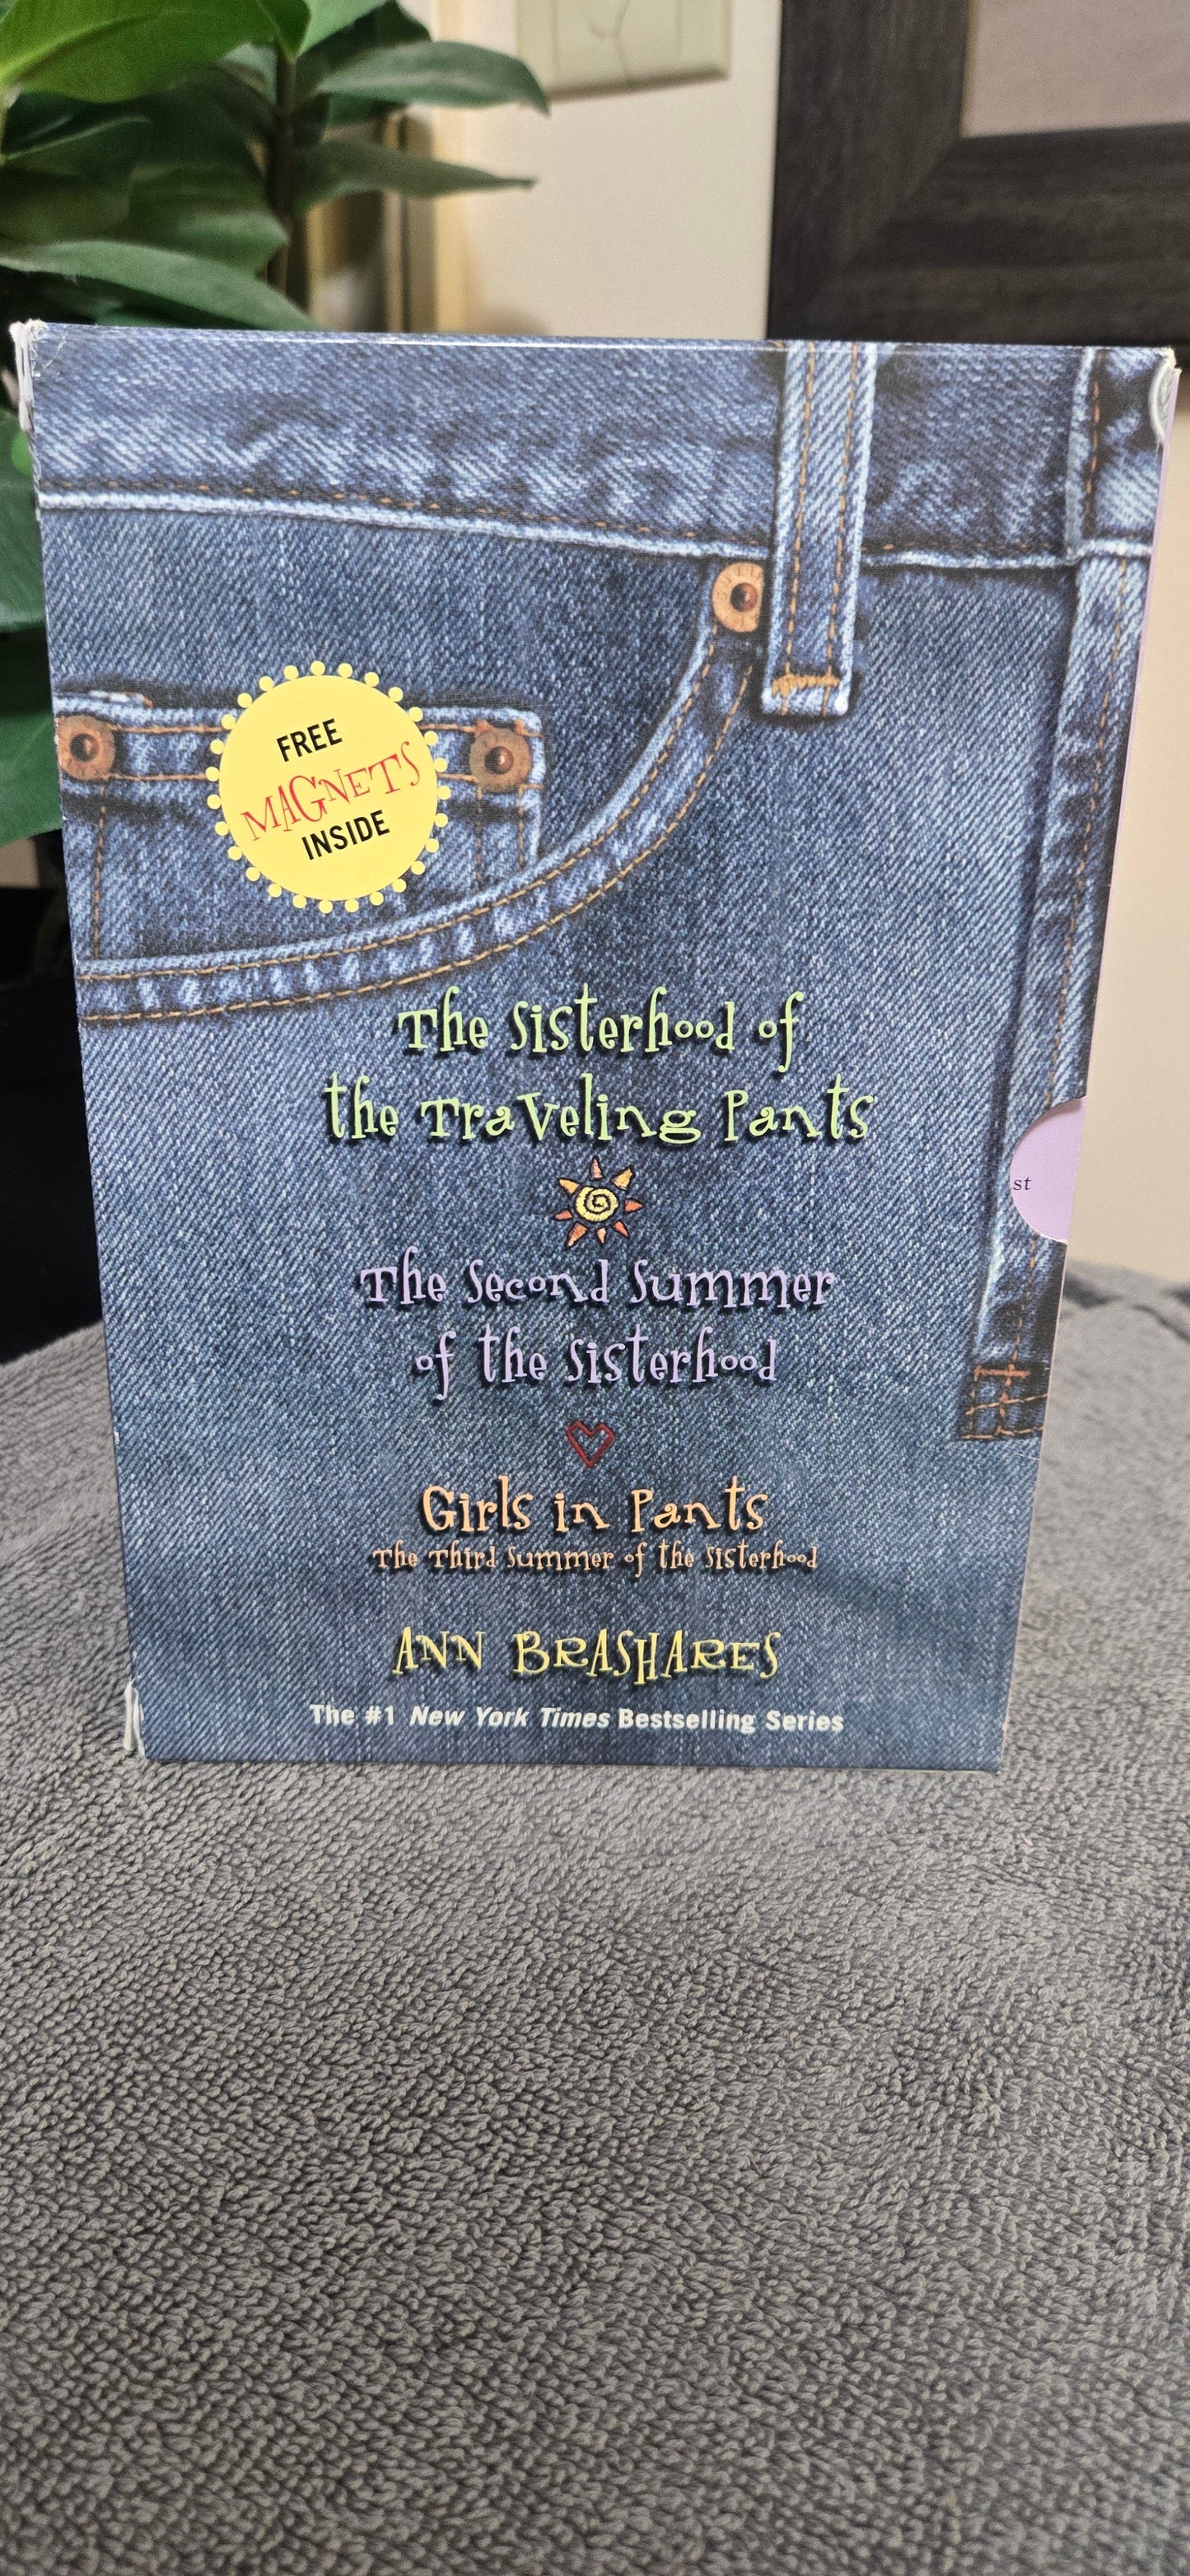 FREE
MAGNETS
INSIDE
The Sisterhood of
the Traveling Pants
st
The Second Summer
of the Sisterhood
Girls in Pants
The Third Summer of the Sisterhood
ANN BRASHARES
The #1 New York Times Bestselling Series